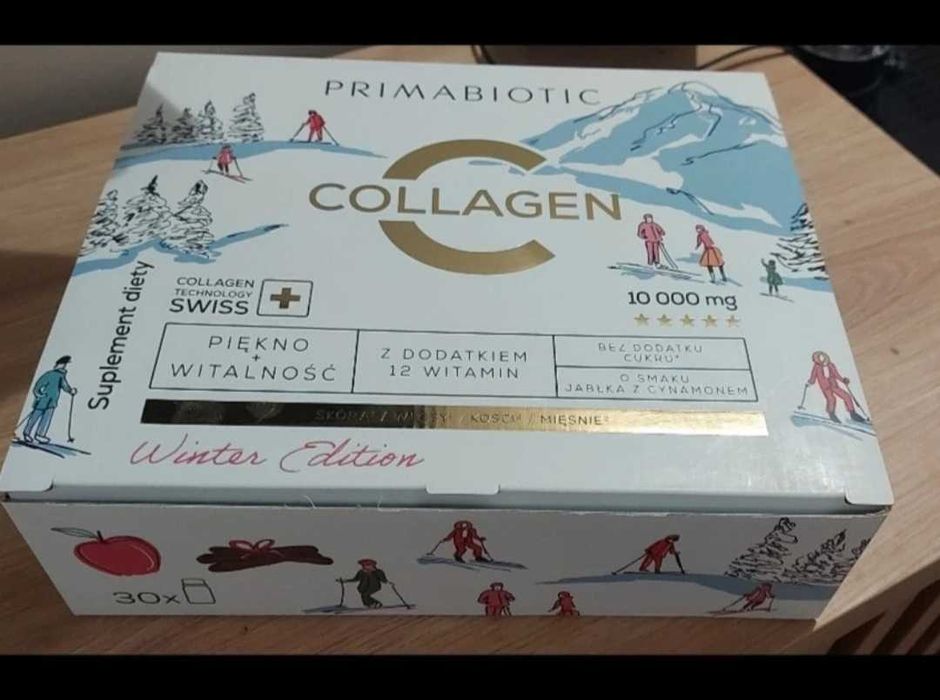 PRIMABIOTIC
COLLAGEN
COLLAGEN
TECHNOLOGY
SWISS
10 000 mg
Suplement diety
PIĘKNO
+
WITALNOŚĆ
Z DODATKIEM
12 WITAMIN
BEZ DODATKU
CUKRU*
O SMAKU
JABŁKA Z CYNAMONEM
SKÓRA / WŁOSY / KOŚCI / MIĘŚNIE
Winter Edition
30x